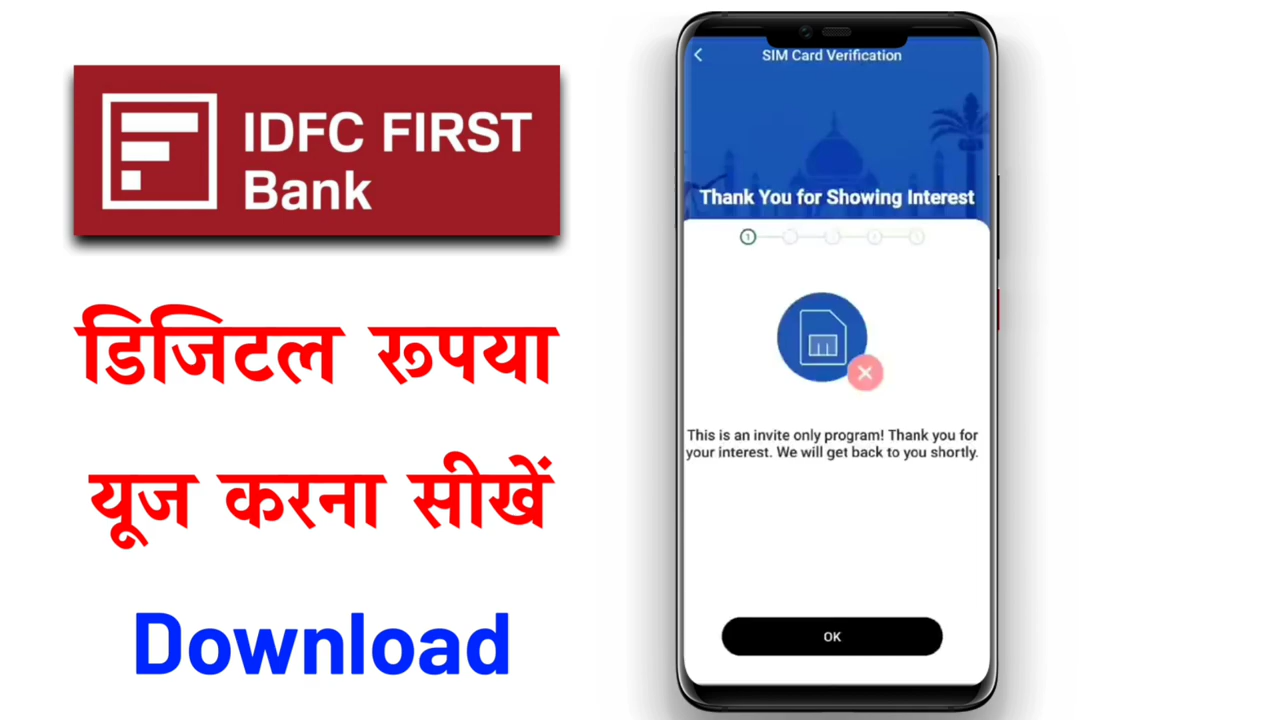 IDFC FIRST
Bank
डिजिटल रूपया
यूज करना सीखें
Download
SIM Card Verification
Thank You for Showing Interest
1
This is an invite only program! Thank you for
your interest. We will get back to you shortly.
OK